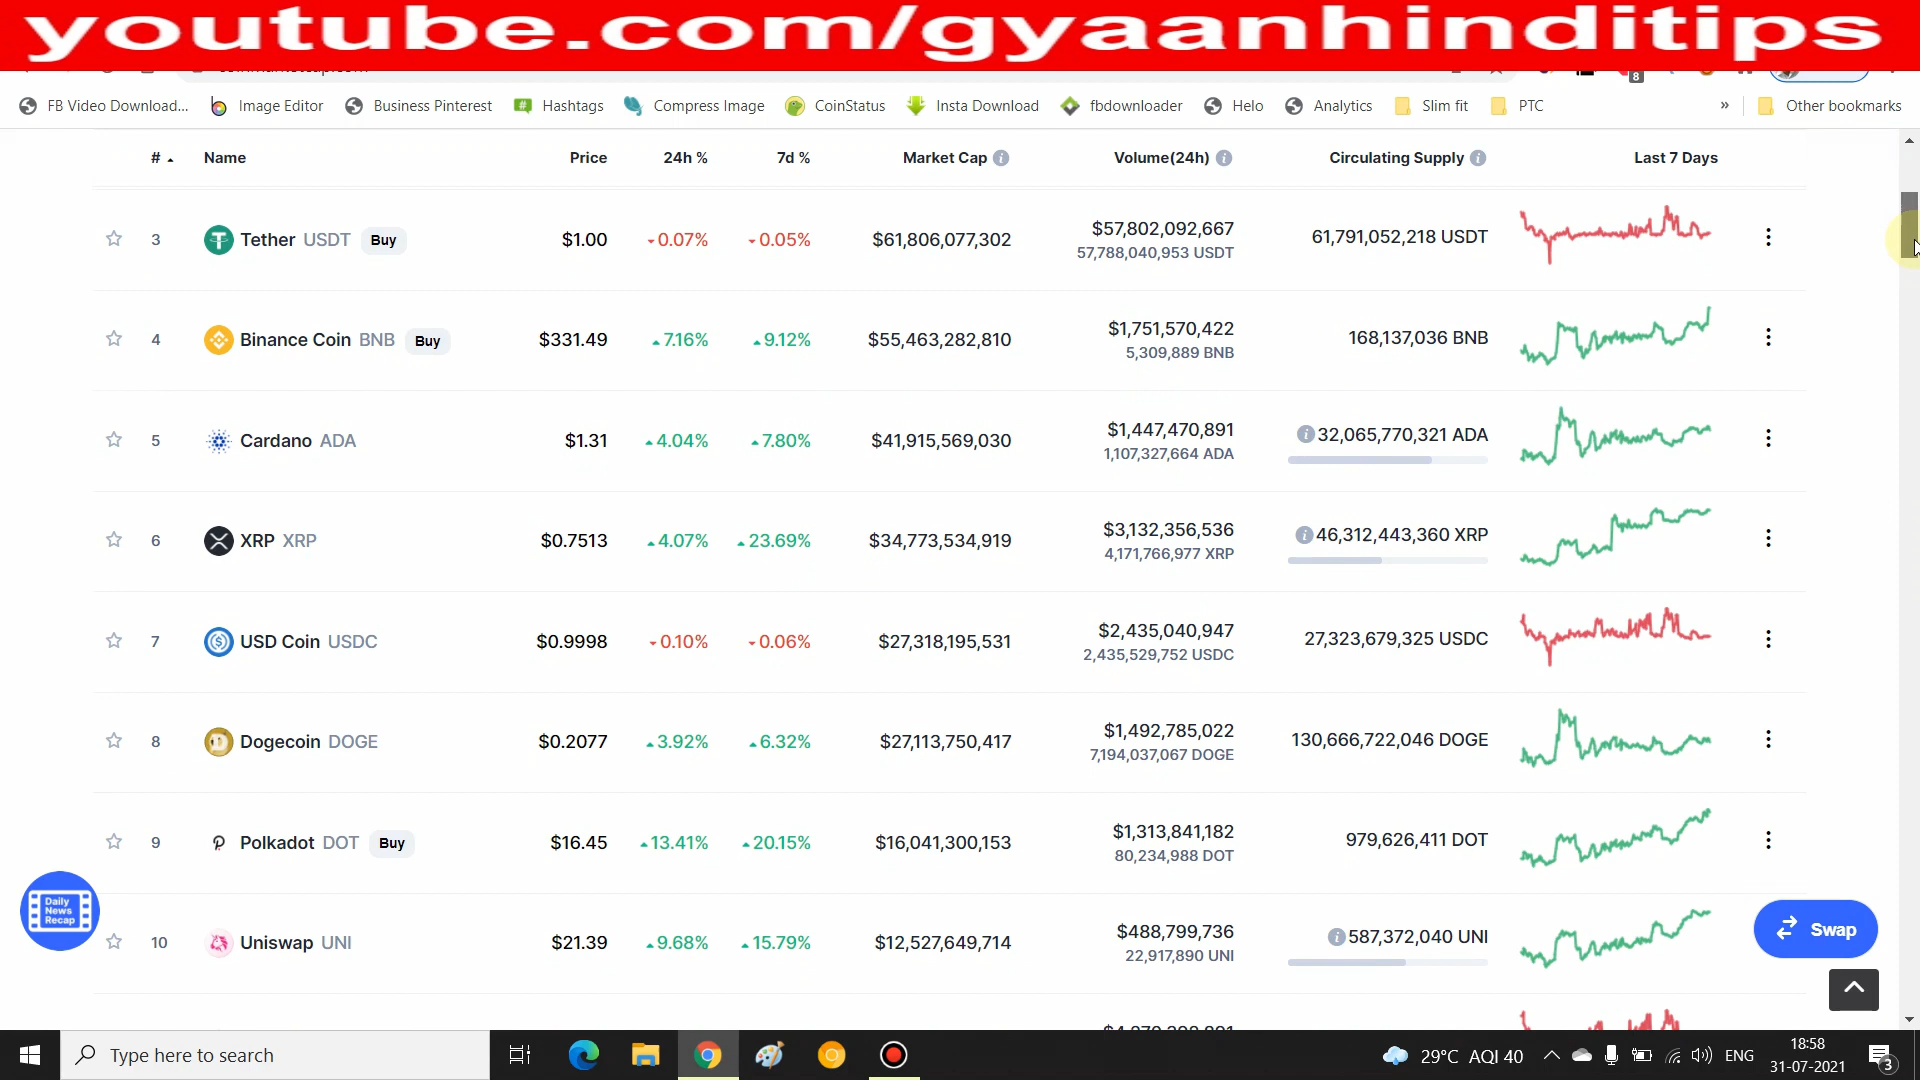 youtube.com/gyaanhinditips
8
FB Video Download... Image Editor Business Pinterest Hashtags Compress Image CoinStatus Insta Download fbdownloader Helo Analytics Slim fit PTC » Other bookmarks
# Name Price 24h % 7d % Market Cap Volume(24h) Circulating Supply Last 7 Days
3 Tether USDT Buy $1.00 0.07% 0.05% $61,806,077,302 $57,802,092,667 61,791,052,218 USDT
57,788,040,953 USDT
4 Binance Coin BNB Buy $331.49 7.16% 9.12% $55,463,282,810 $1,751,570,422 168,137,036 BNB
5,309,889 BNB
5 Cardano ADA $1.31 4.04% 7.80% $41,915,569,030 $1,447,470,891 32,065,770,321 ADA
1,107,327,664 ADA
6 XRP XRP $0.7513 4.07% 23.69% $34,773,534,919 $3,132,356,536 46,312,443,360 XRP
4,171,766,977 XRP
7 USD Coin USDC $0.9998 0.10% 0.06% $27,318,195,531 $2,435,040,947 27,323,679,325 USDC
2,435,529,752 USDC
8 Dogecoin DOGE $0.2077 3.92% 6.32% $27,113,750,417 $1,492,785,022 130,666,722,046 DOGE
7,194,037,067 DOGE
9 Polkadot DOT Buy $16.45 13.41% 20.15% $16,041,300,153 $1,313,841,182 979,626,411 DOT
80,234,988 DOT
Daily
News
Recap
10 Uniswap UNI $21.39 9.68% 15.79% $12,527,649,714 $488,799,736 587,372,040 UNI
22,917,890 UNI
Swap
Type here to search 29°C AQI 40 ENG 18:58
31-07-2021
3